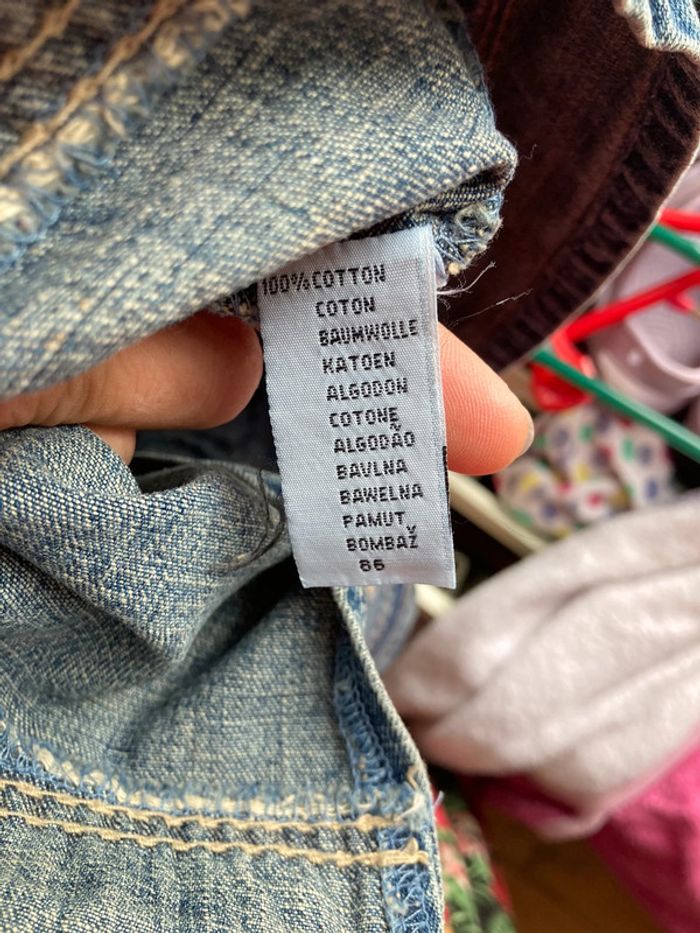 100% COTTON
COTON
BAUMWOLLE
KATOEN
ALGODON
COTONE
ALGODÃO
BAVLNA
BAWELNA
PAMUT
BOMBAŽ
86